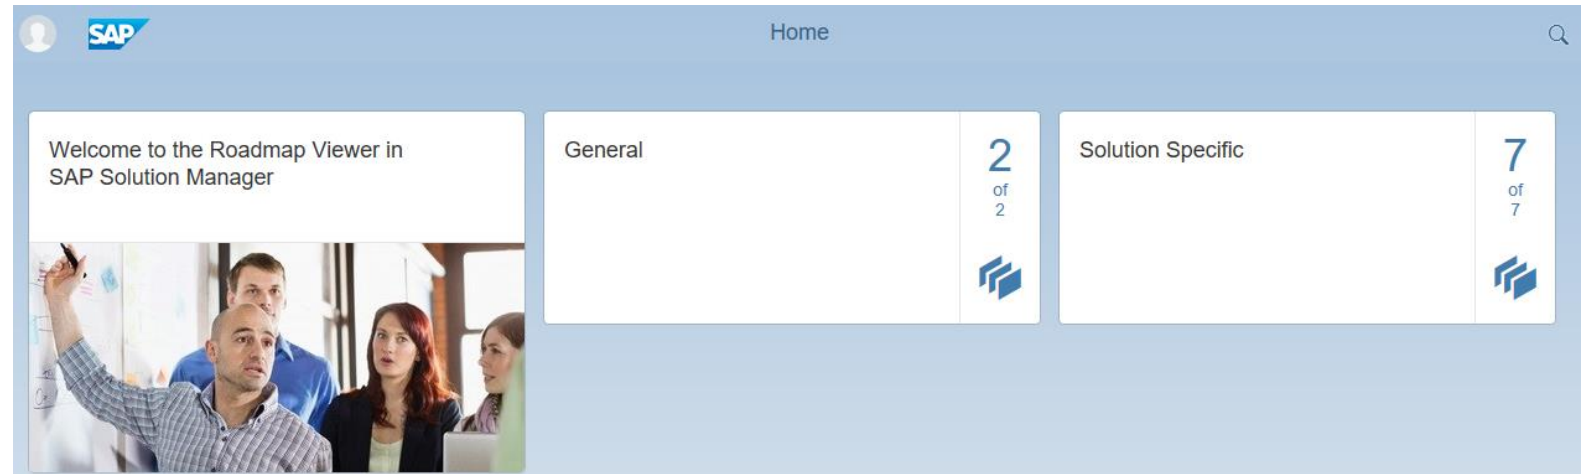 SAP
Home
Welcome to the Roadmap Viewer in
SAP Solution Manager
General
2
of
2
Solution Specific
7
of
7